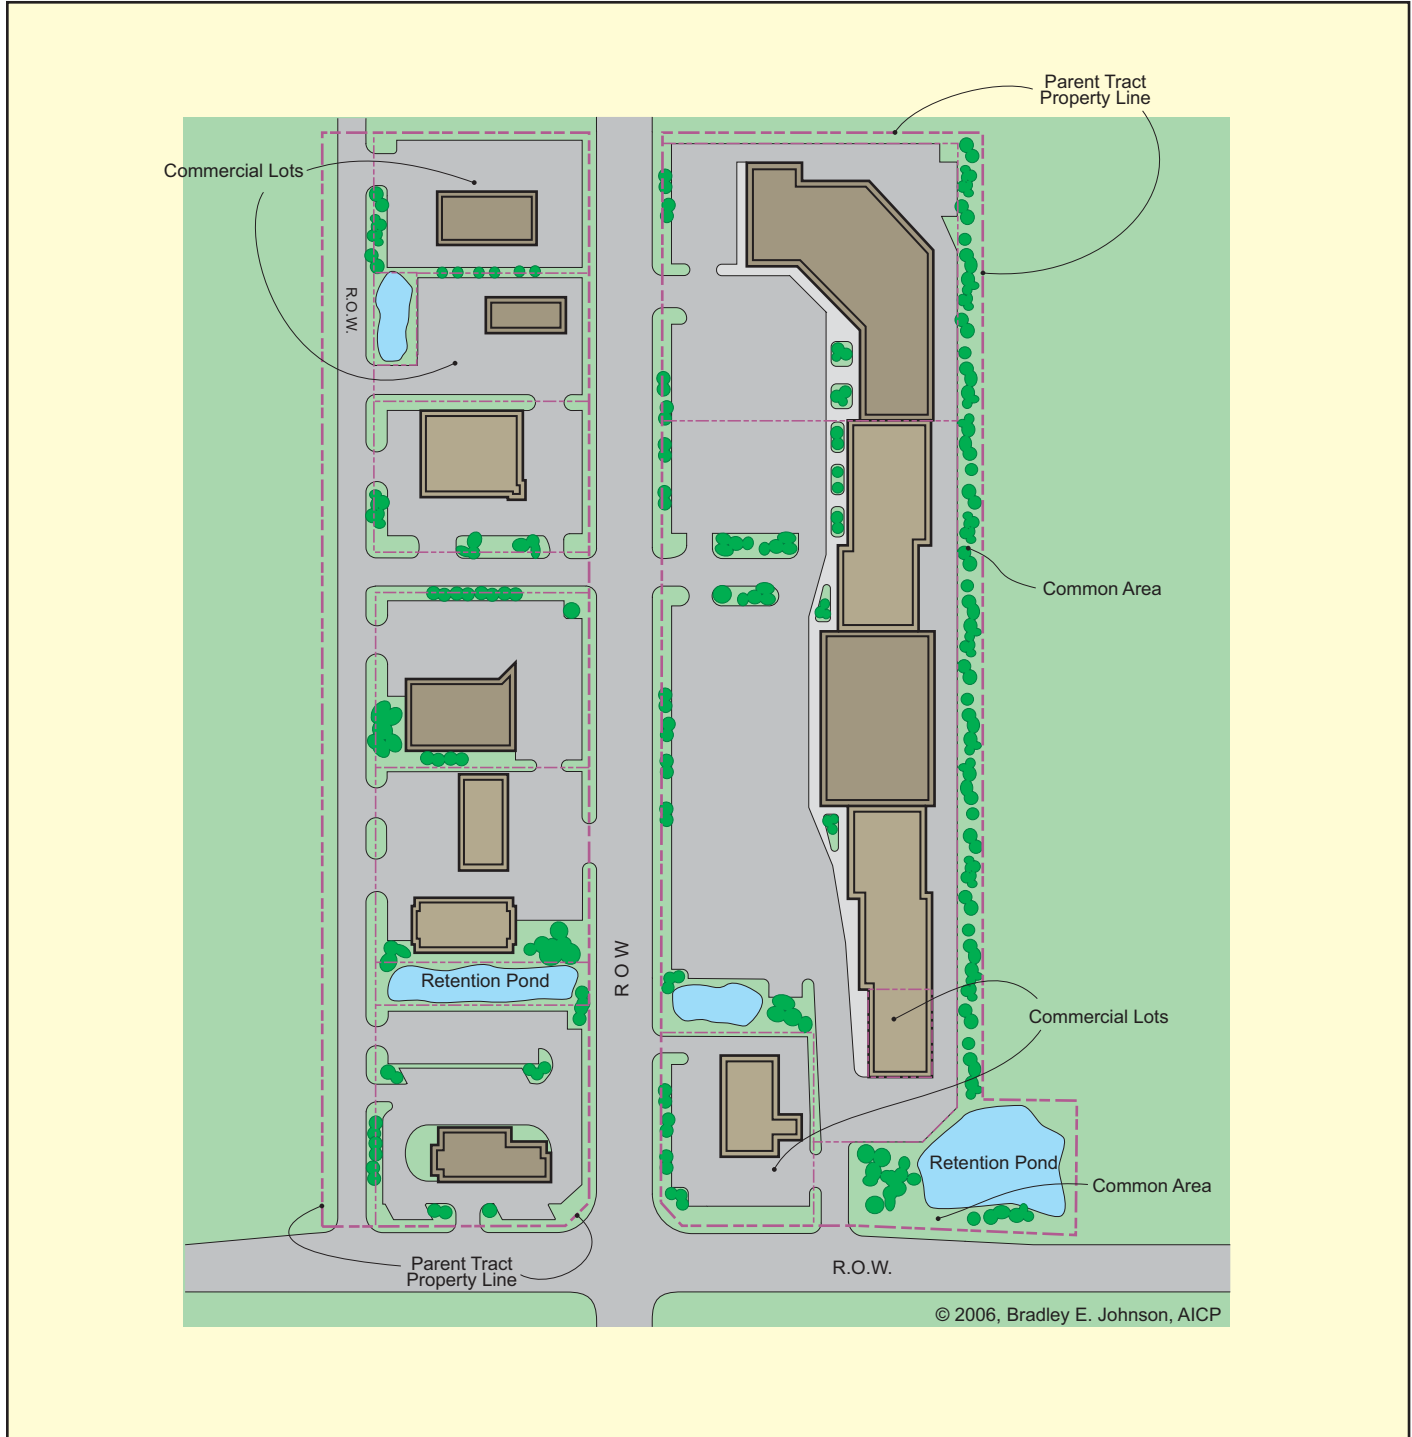 Parent Tract
Property Line
Commercial Lots
R.O.W.
Common Area
R O W
Retention Pond
Commercial Lots
Retention Pond
Common Area
Parent Tract
Property Line
R.O.W.
© 2006, Bradley E. Johnson, AICP